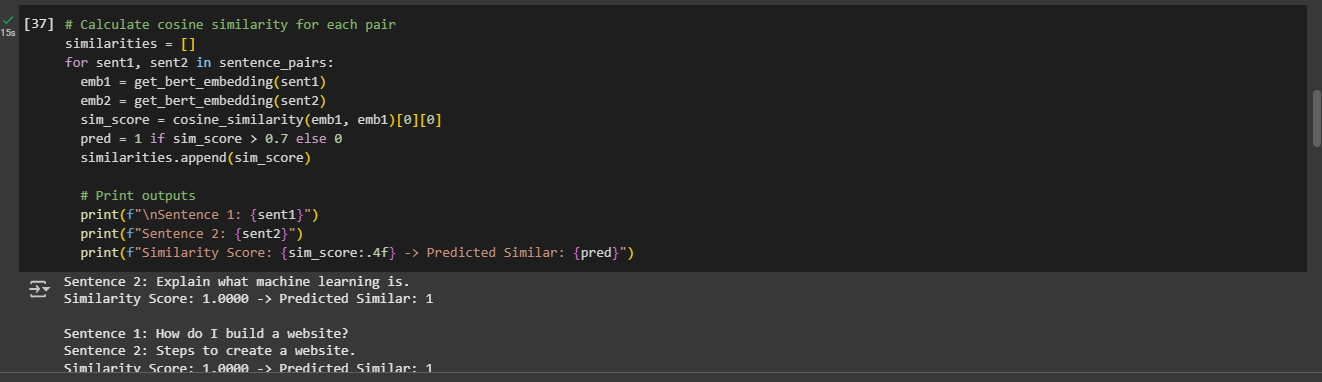 [37] # Calculate cosine similarity for each pair
similarities = []
for sent1, sent2 in sentence_pairs:
  emb1 = get_bert_embedding(sent1)
  emb2 = get_bert_embedding(sent2)
  sim_score = cosine_similarity(emb1, emb1)[0][0]
  pred = 1 if sim_score > 0.7 else 0
  similarities.append(sim_score)

  # Print outputs
  print(f"\nSentence 1: {sent1}")
  print(f"Sentence 2: {sent2}")
  print(f"Similarity Score: {sim_score:.4f} -> Predicted Similar: {pred}")
15s
Sentence 2: Explain what machine learning is.
Similarity Score: 1.0000 -> Predicted Similar: 1

Sentence 1: How do I build a website?
Sentence 2: Steps to create a website.
Similarity Score: 1.0000 -> Predicted Similar: 1